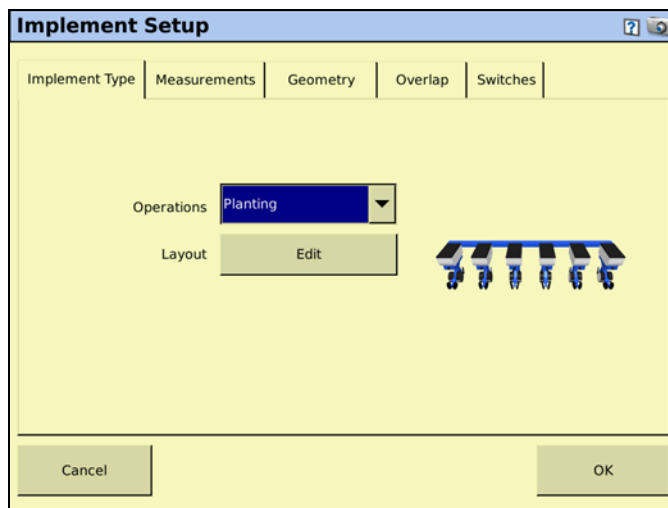 Implement Setup
?
Implement Type Measurements Geometry Overlap Switches
Operations Planting
Layout Edit
Cancel OK